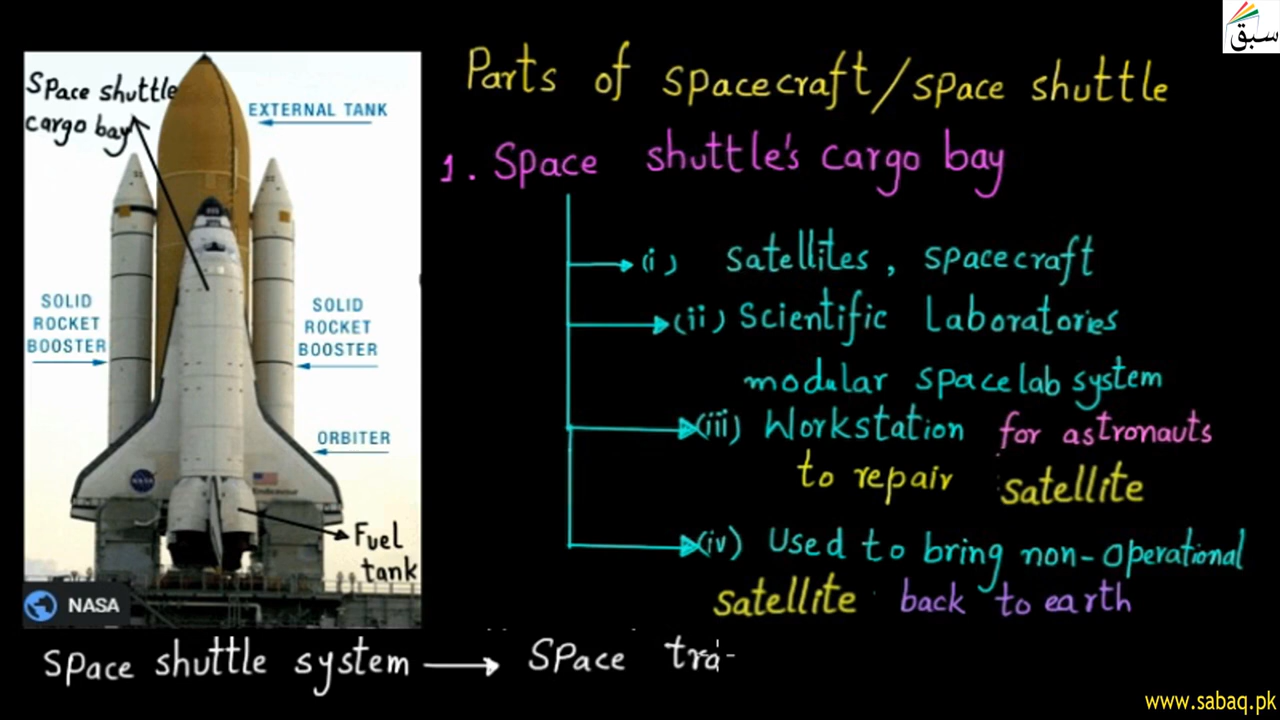 سبق
Parts of spacecraft/space shuttle
Space shuttle
cargo bay
EXTERNAL TANK
SOLID
ROCKET
BOOSTER
SOLID
ROCKET
BOOSTER
ORBITER
NASA
Endeavour
Fuel
tank
NASA
1. Space shuttle's cargo bay
(i) Satellites, spacecraft
(ii) Scientific Laboratories
modular spacelab system
(iii) Workstation for astronauts
to repair satellite
(iv) Used to bring non-operational
satellite back to earth
Space shuttle system → Space tra
www.sabaq.pk